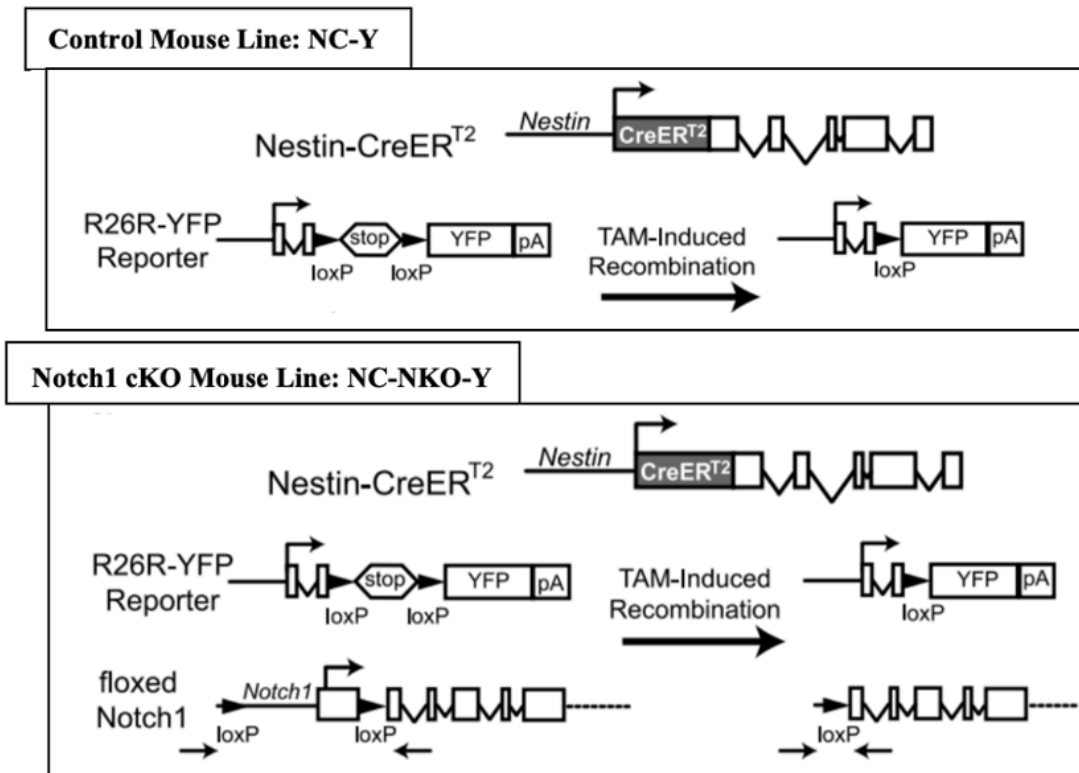 Control Mouse Line: NC-Y
Nestin-CreER^T2
Nestin
CreER^T2
R26R-YFP
Reporter
stop
YFP
pA
loxP
loxP
TAM-Induced
Recombination
YFP
pA
loxP
Notch1 cKO Mouse Line: NC-NKO-Y
Nestin-CreER^T2
Nestin
CreER^T2
R26R-YFP
Reporter
stop
YFP
pA
loxP
loxP
TAM-Induced
Recombination
YFP
pA
loxP
floxed
Notch1
Notch1
loxP
loxP
loxP